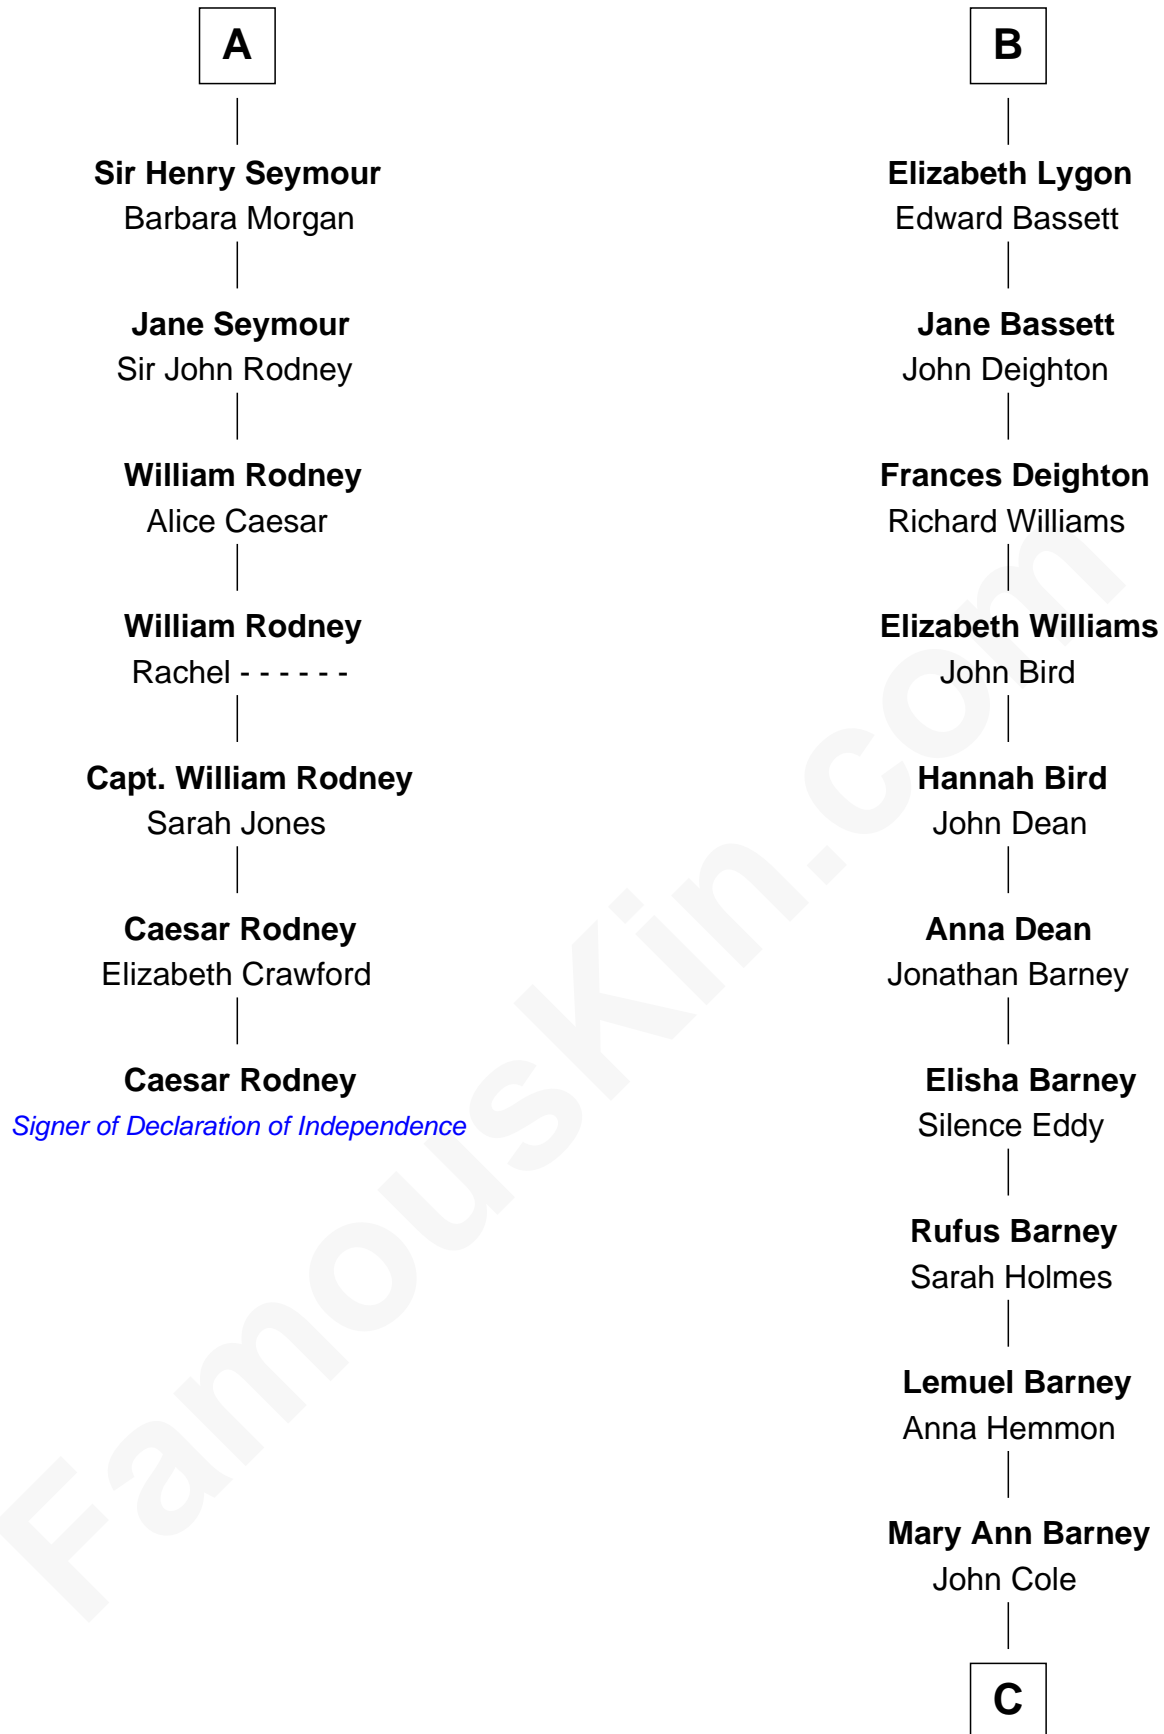 A
Sir Henry Seymour
Barbara Morgan
Jane Seymour
Sir John Rodney
William Rodney
Alice Caesar
William Rodney
Rachel - - - - - -
Capt. William Rodney
Sarah Jones
Caesar Rodney
Elizabeth Crawford
Caesar Rodney
Signer of Declaration of Independence
B
Elizabeth Lygon
Edward Bassett
Jane Bassett
John Deighton
Frances Deighton
Richard Williams
Elizabeth Williams
John Bird
Hannah Bird
John Dean
Anna Dean
Jonathan Barney
Elisha Barney
Silence Eddy
Rufus Barney
Sarah Holmes
Lemuel Barney
Anna Hemmon
Mary Ann Barney
John Cole
C
FamousKin.com